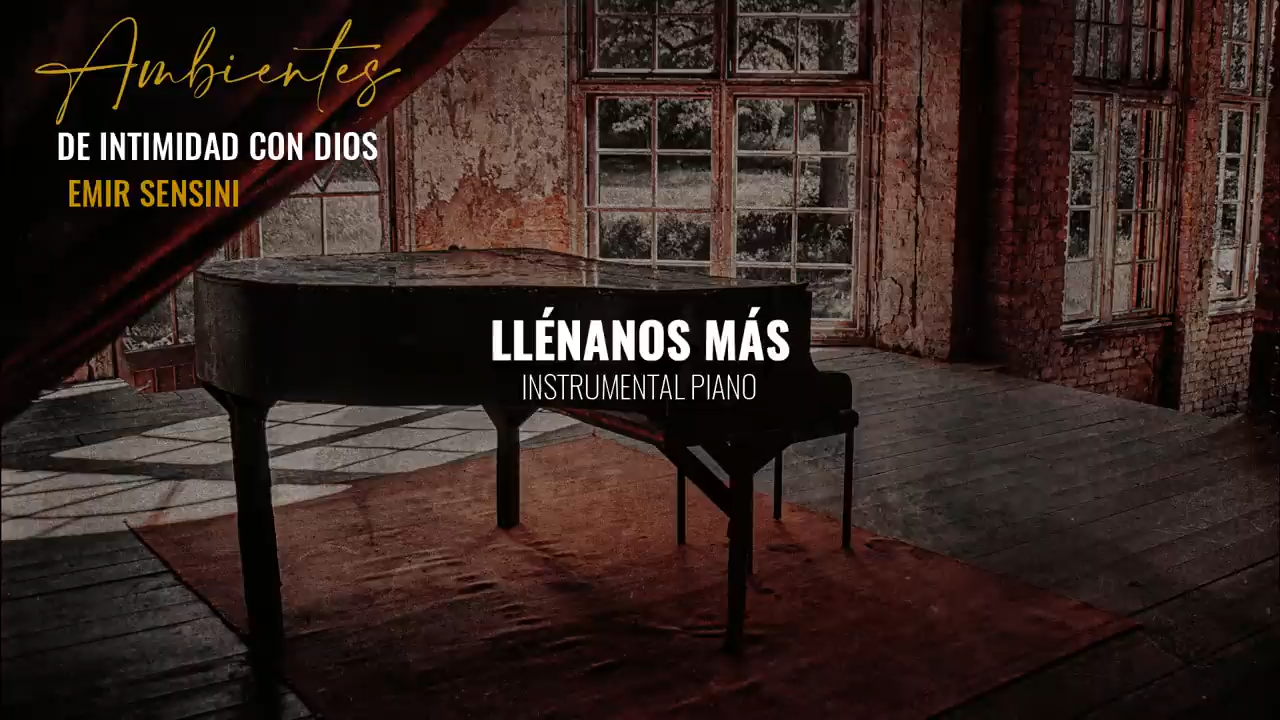 Ambientes
DE INTIMIDAD CON DIOS
EMIR SENSINI
LLÉNANOS MÁS
INSTRUMENTAL PIANO